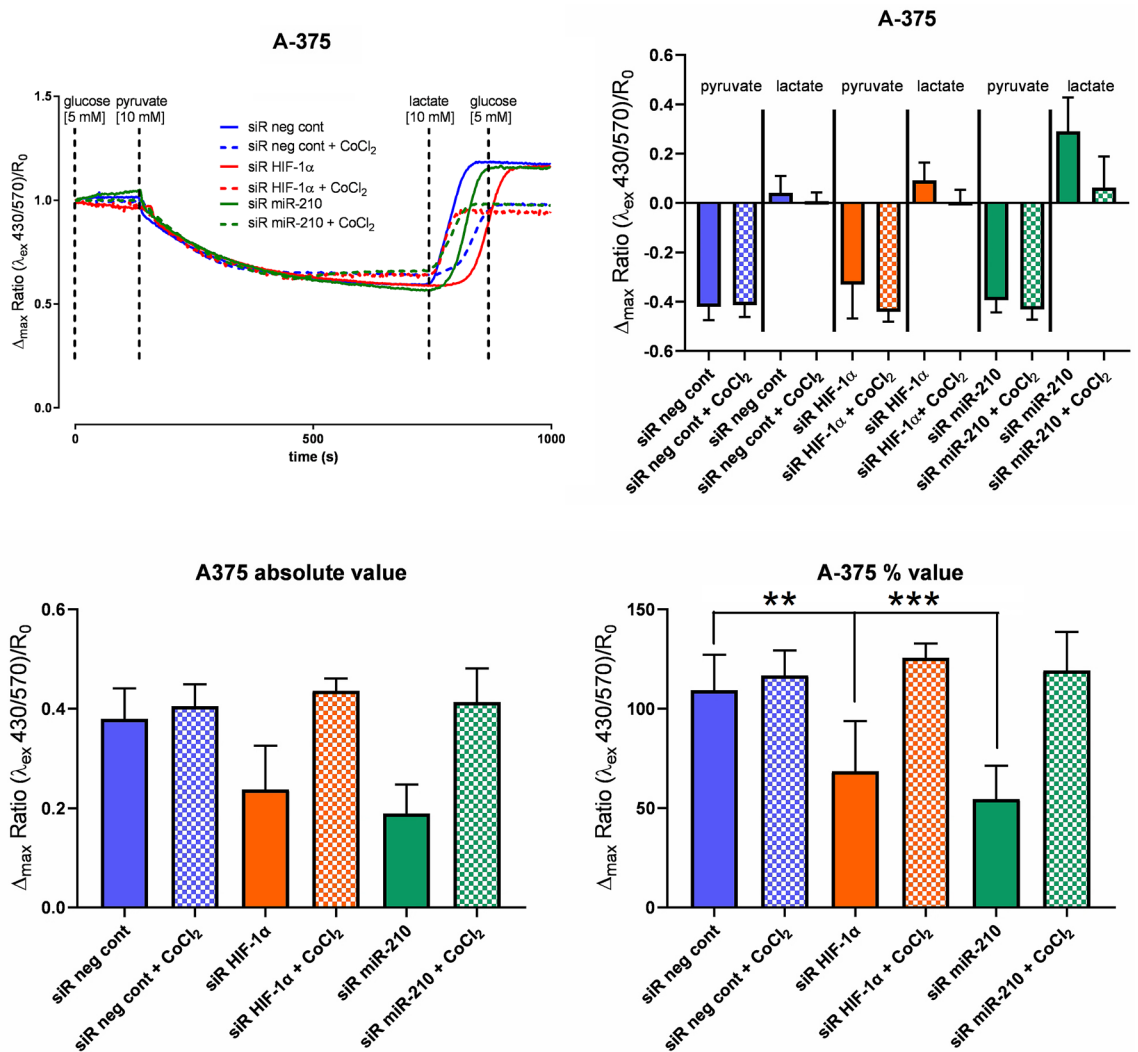 A-375
Δmax Ratio (λex 430/570)/R0
1.5
1.0
0.5
0.0
glucose
[5 mM]
pyruvate
[10 mM]
lactate
[10 mM]
glucose
[5 mM]
siR neg cont
siR neg cont + CoCl2
siR HIF-1α
siR HIF-1α + CoCl2
siR miR-210
siR miR-210 + CoCl2
0
500
1000
time (s)
A-375
Δmax Ratio (λex 430/570)/R0
0.6
0.4
0.2
0.0
-0.2
-0.4
-0.6
pyruvate
lactate
pyruvate
lactate
pyruvate
lactate
siR neg cont
siR neg cont + CoCl2
siR neg cont
siR neg cont + CoCl2
siR HIF-1α
siR HIF-1α + CoCl2
siR HIF-1α
siR HIF-1α + CoCl2
siR miR-210
siR miR-210 + CoCl2
siR miR-210
siR miR-210 + CoCl2
A375 absolute value
Δmax Ratio (λex 430/570)/R0
0.6
0.4
0.2
0.0
siR neg cont
siR neg cont + CoCl2
siR HIF-1α
siR HIF-1α + CoCl2
siR miR-210
siR miR-210 + CoCl2
A-375 % value
Δmax Ratio (λex 430/570)/R0
150
100
50
0
**
***
siR neg cont
siR neg cont + CoCl2
siR HIF-1α
siR HIF-1α + CoCl2
siR miR-210
siR miR-210 + CoCl2